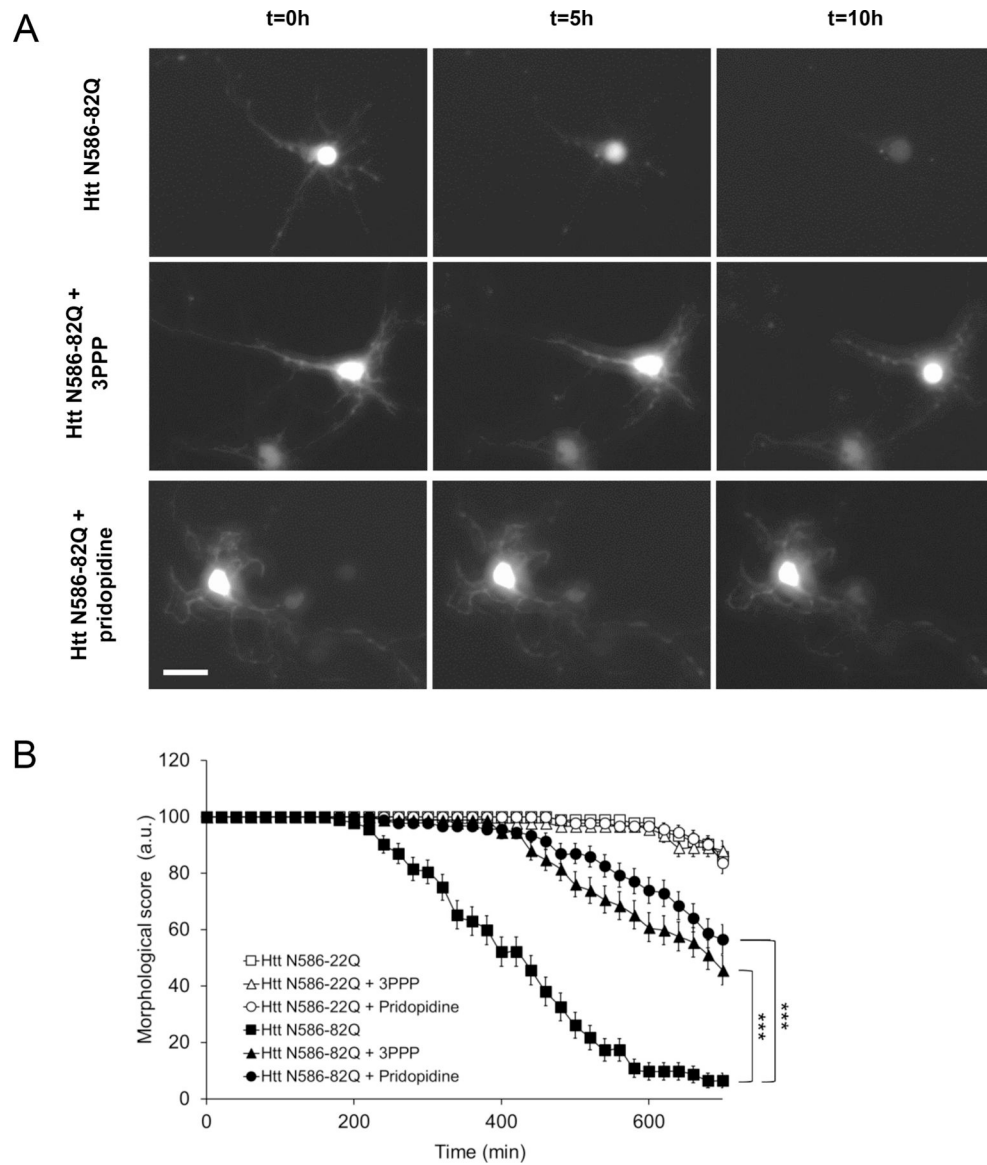 A
t=0h
t=5h
t=10h
Htt N586-82Q
Htt N586-82Q +
3PPP
Htt N586-82Q +
pridopidine
B
120
100
80
60
40
20
0
Morphological score (a.u.)
Htt N586-22Q
Htt N586-22Q + 3PPP
Htt N586-22Q + Pridopidine
Htt N586-82Q
Htt N586-82Q + 3PPP
Htt N586-82Q + Pridopidine
***
***
0
200
400
600
Time (min)